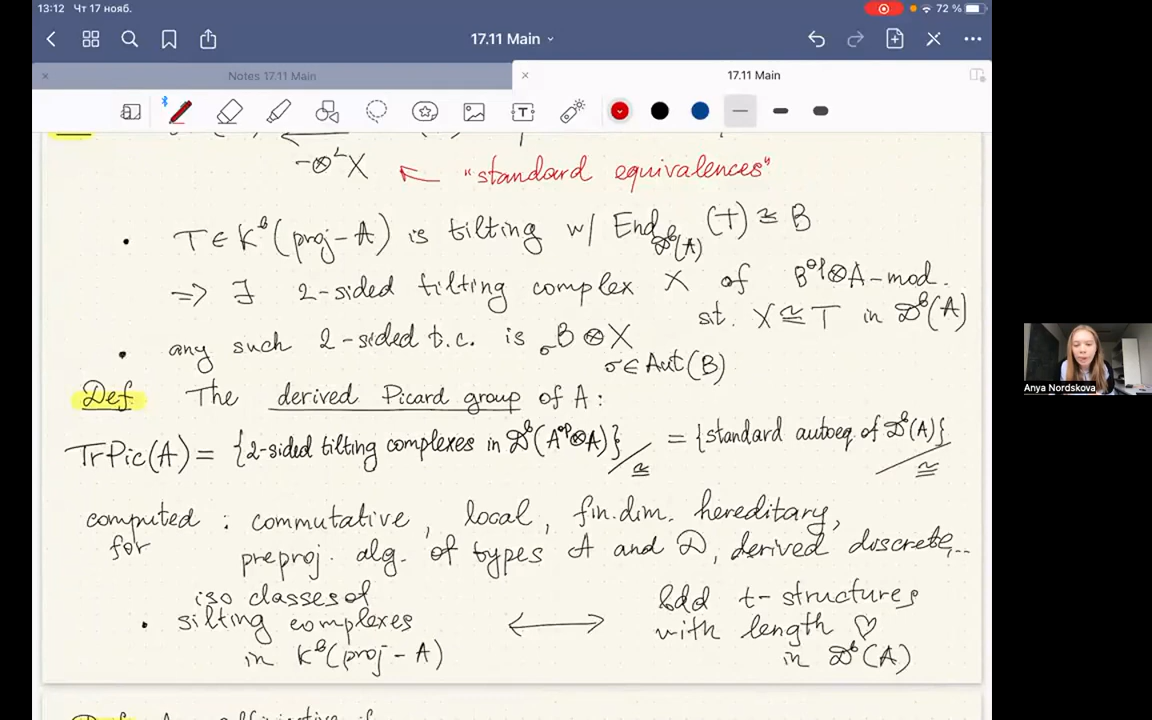 13:12 Чт 17 нояб.
72 %
17.11 Main
Notes 17.11 Main
17.11 Main
-⊗ᴸX ← "standard equivalences"
• T ∈ Kᵇ(proj-A) is tilting w/ End_Dᵇ(A) (T) ≅ B
⇒ ∃ 2-sided tilting complex X of Bᵒᵖ⊗A-mod.
s.t. X ≅ T in Dᵇ(A)
• any such 2-sided t.c. is σB ⊗ X
σ ∈ Aut(B)
Def The derived Picard group of A:
TrPic(A) = {2-sided tilting complexes in Dᵇ(Aᵒᵖ⊗A)}/≅ = {standard autoeq. of Dᵇ(A)}/≅
computed for : commutative, local, fin.dim. hereditary,
preproj. alg. of types A and D, derived discrete,...
• iso classes of silting complexes in Kᵇ(proj-A) ⟷ bdd t-structures with length ♡ in Dᵇ(A)
Anya Nordskova